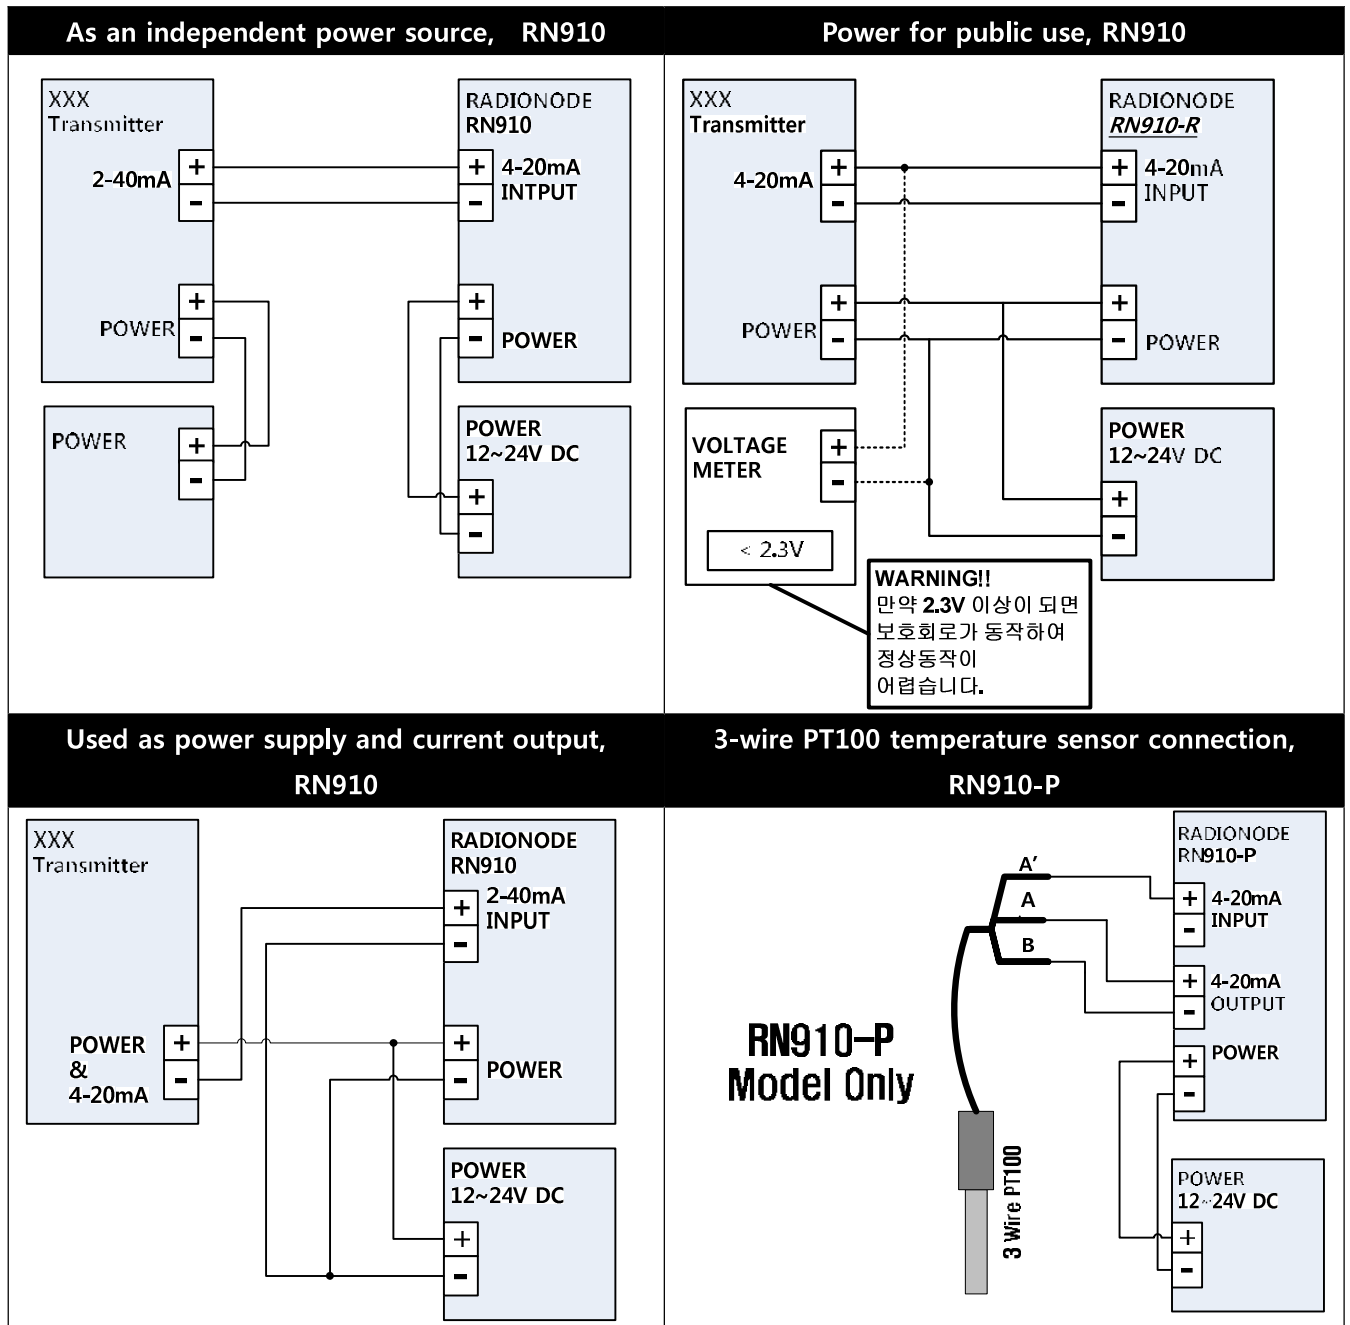 As an independent power source, RN910
XXX
Transmitter
2-40mA
+
-
POWER
+
-
POWER
+
-
RADIONODE
RN910
+
-
4-20mA
INTPUT
+
-
POWER
POWER
12~24V DC
+
-
Power for public use, RN910
XXX
Transmitter
4-20mA
+
-
POWER
+
-
VOLTAGE
METER
+
-
< 2.3V
WARNING!!
만약 2.3V 이상이 되면
보호회로가 동작하여
정상동작이
어렵습니다.
RADIONODE
RN910-R
+
-
4-20mA
INPUT
+
-
POWER
POWER
12~24V DC
+
-
Used as power supply and current output,
RN910
XXX
Transmitter
POWER
&
4-20mA
+
-
RADIONODE
RN910
2-40mA
INPUT
+
-
+
-
POWER
POWER
12~24V DC
+
-
3-wire PT100 temperature sensor connection,
RN910-P
A'
A
B
RN910-P
Model Only
3 Wire PT100
RADIONODE
RN910-P
+
-
4-20mA
INPUT
+
-
4-20mA
OUTPUT
+
-
POWER
POWER
12~24V DC
+
-